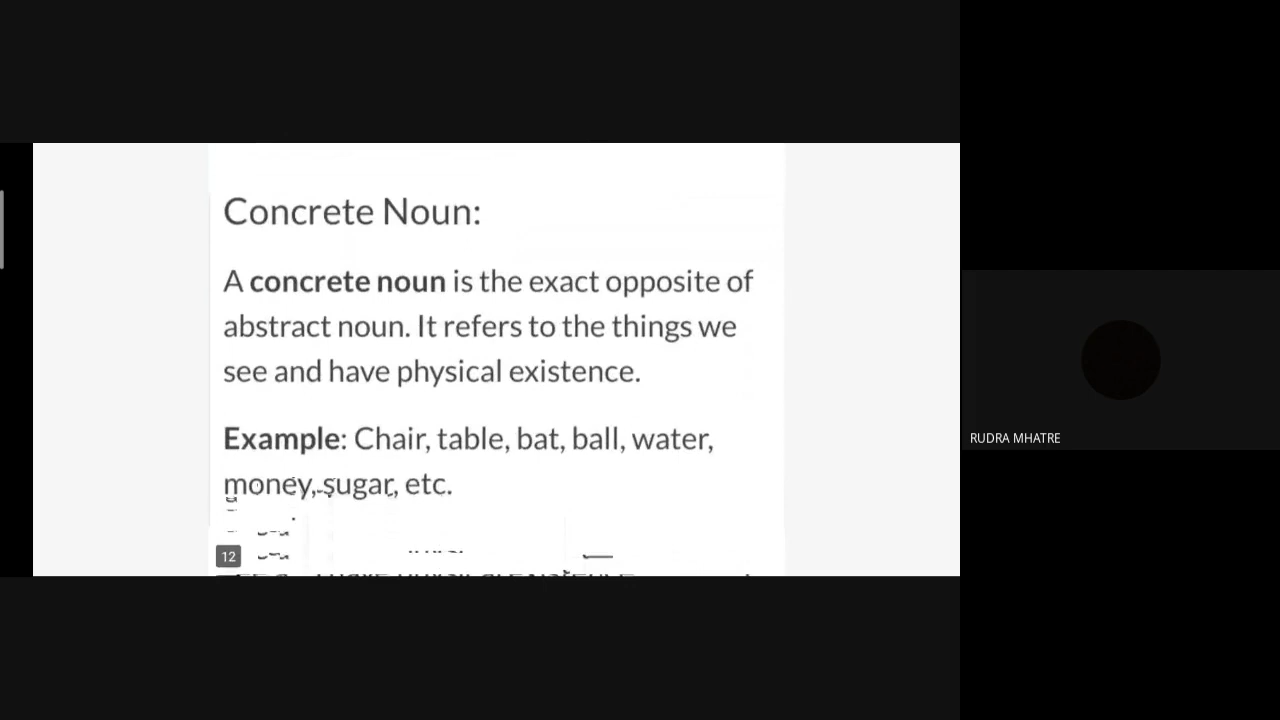 Concrete Noun:
A concrete noun is the exact opposite of
abstract noun. It refers to the things we
see and have physical existence.
Example: Chair, table, bat, ball, water,
money, sugar, etc.
12
RUDRA MHATRE